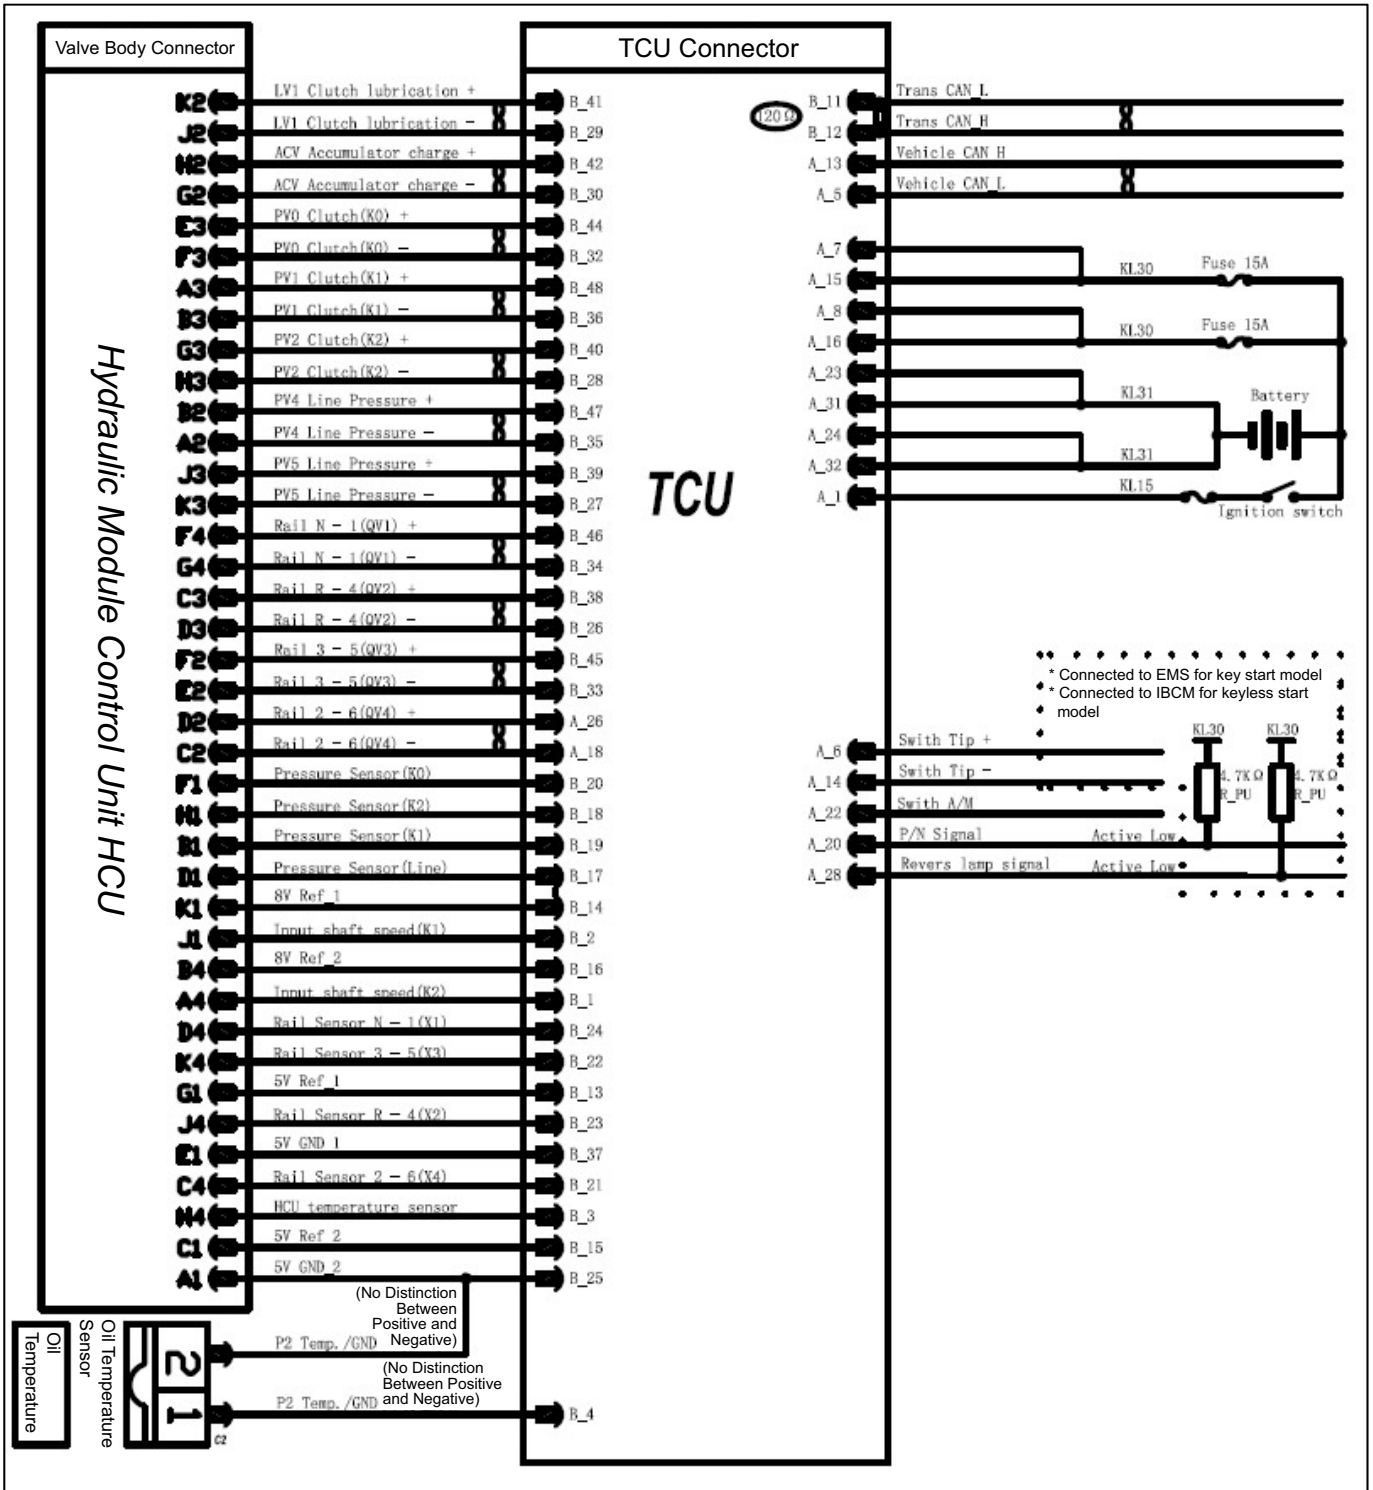 Valve Body Connector
TCU Connector
K2 LV1 Clutch lubrication + B_41
J2 LV1 Clutch lubrication - B_29
H2 ACV Accumulator charge + B_42
G2 ACV Accumulator charge - B_30
E3 PV0 Clutch(K0) + B_44
F3 PV0 Clutch(K0) - B_32
A3 PV1 Clutch(K1) + B_48
B3 PV1 Clutch(K1) - B_36
G3 PV2 Clutch(K2) + B_40
H3 PV2 Clutch(K2) - B_28
B2 PV4 Line Pressure + B_47
A2 PV4 Line Pressure - B_35
J3 PV5 Line Pressure + B_39
K3 PV5 Line Pressure - B_27
F4 Rail N - 1(QV1) + B_46
G4 Rail N - 1(QV1) - B_34
C3 Rail R - 4(QV2) + B_38
D3 Rail R - 4(QV2) - B_26
F2 Rail 3 - 5(QV3) + B_45
E2 Rail 3 - 5(QV3) - B_33
D2 Rail 2 - 6(QV4) + A_26
C2 Rail 2 - 6(QV4) - A_18
F1 Pressure Sensor(K0) B_20
H1 Pressure Sensor(K2) B_18
B1 Pressure Sensor(K1) B_19
D1 Pressure Sensor(Line) B_17
K1 8V Ref_1 B_14
J1 Input shaft speed(K1) B_2
B4 8V Ref_2 B_16
A4 Input shaft speed(K2) B_1
D4 Rail Sensor N - 1(X1) B_24
K4 Rail Sensor 3 - 5(X3) B_22
G1 5V Ref_1 B_13
J4 Rail Sensor R - 4(X2) B_23
E1 5V GND 1 B_37
C4 Rail Sensor 2 - 6(X4) B_21
H4 HCU temperature sensor B_3
C1 5V Ref 2 B_15
A1 5V GND_2 B_25
Hydraulic Module Control Unit HCU
TCU
(No Distinction
Between
Positive and
Negative)
P2 Temp./GND
(No Distinction
Between Positive
and Negative)
P2 Temp./GND B_4
Oil
Temperature
Oil Temperature
Sensor
2
1
C2
120 Ω
B_11 Trans CAN_L
B_12 Trans CAN_H
A_13 Vehicle CAN H
A_5 Vehicle CAN_L
A_7
A_15 KL30 Fuse 15A
A_8
A_16 KL30 Fuse 15A
A_23
A_31 KL31 Battery
A_24
A_32 KL31
A_1 KL15
Ignition switch
* Connected to EMS for key start model
* Connected to IBCM for keyless start
model
KL30 KL30
A_6 Swith Tip +
A_14 Swith Tip -
4.7KΩ 4.7KΩ
R_PU R_PU
A_22 Swith A/M
A_20 P/N Signal Active Low
A_28 Revers lamp signal Active Low